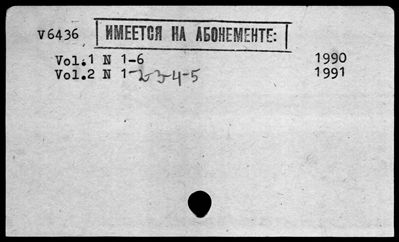 V6436 ИМЕЕТСЯ НА АБОНЕМЕНТЕ:
Vol.1 N 1-6 1990
Vol.2 N 1-2-3-4-5 1991